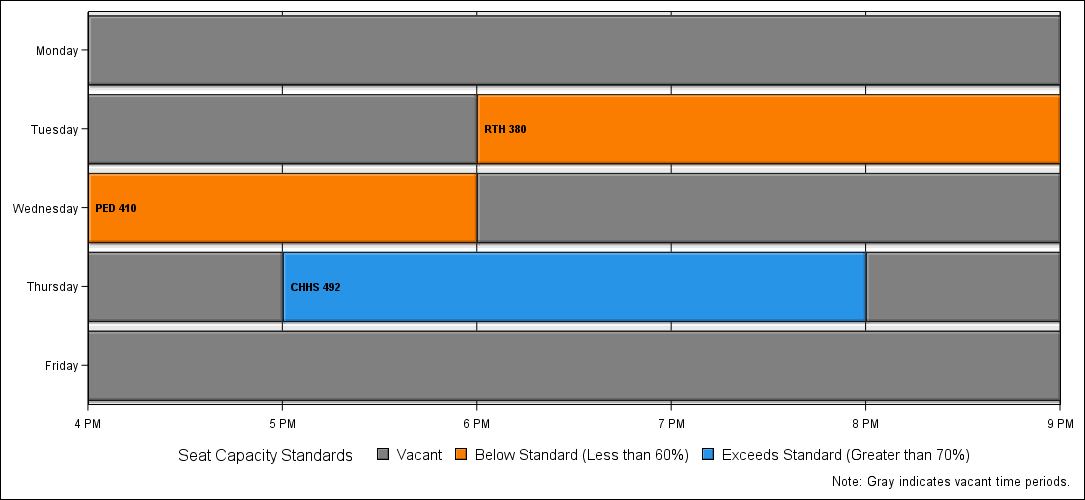 Monday
Tuesday
RTH 380
Wednesday
PED 410
Thursday
CHHS 492
Friday
4 PM 5 PM 6 PM 7 PM 8 PM 9 PM
Seat Capacity Standards Vacant Below Standard (Less than 60%) Exceeds Standard (Greater than 70%)
Note: Gray indicates vacant time periods.